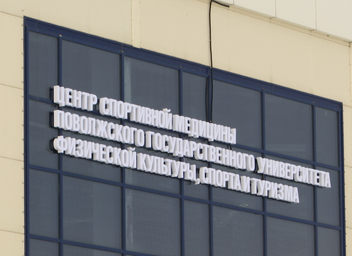 ЦЕНТР СПОРТИВНОЙ МЕДИЦИНЫ
ПОВОЛЖСКОГО ГОСУДАРСТВЕННОГО УНИВЕРСИТЕТА
ФИЗИЧЕСКОЙ КУЛЬТУРЫ, СПОРТА И ТУРИЗМА